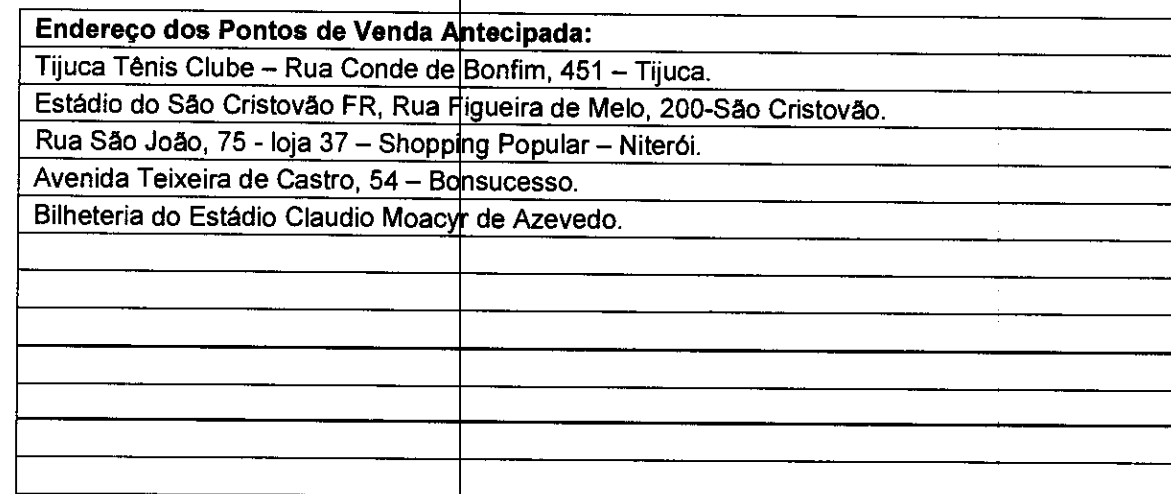 Endereço dos Pontos de Venda Antecipada:
Tijuca Tênis Clube – Rua Conde de Bonfim, 451 – Tijuca.
Estádio do São Cristovão FR, Rua Figueira de Melo, 200-São Cristovão.
Rua São João, 75 - loja 37 – Shopping Popular – Niterói.
Avenida Teixeira de Castro, 54 – Bonsucesso.
Bilheteria do Estádio Claudio Moacyr de Azevedo.